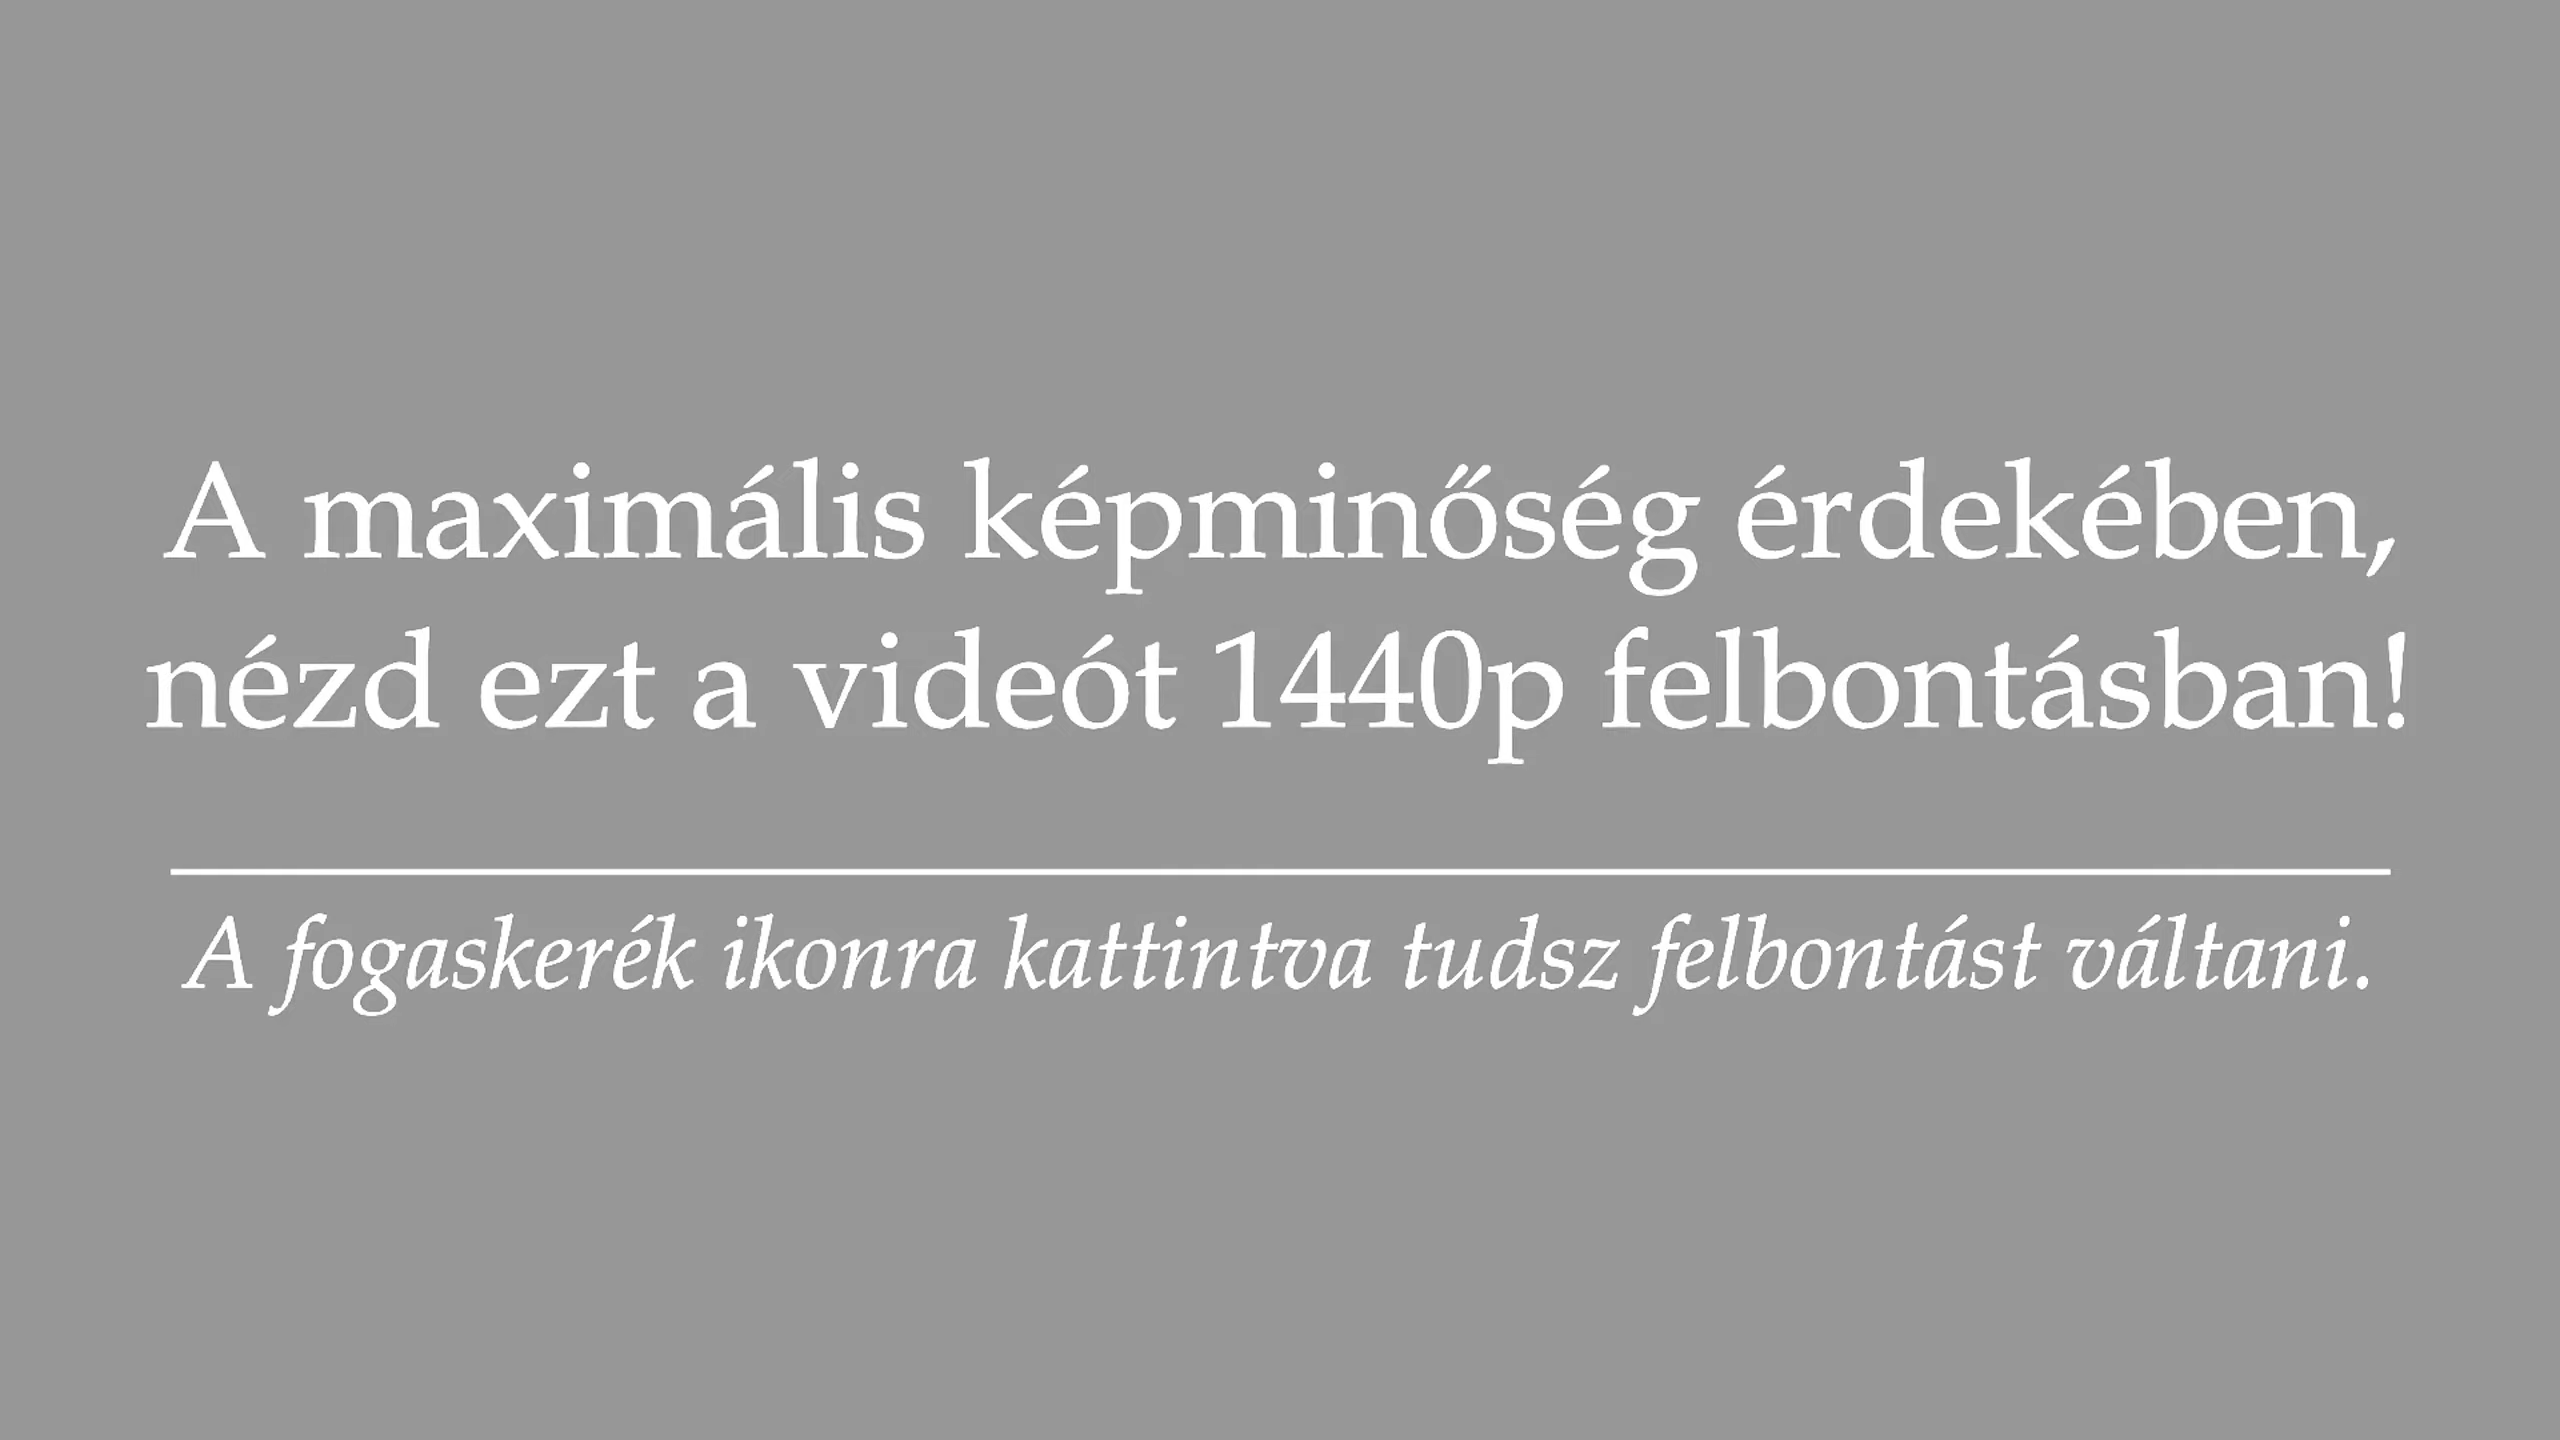 A maximális képminőség érdekében,
nézd ezt a videót 1440p felbontásban!
A fogaskerék ikonra kattintva tudsz felbontást váltani.